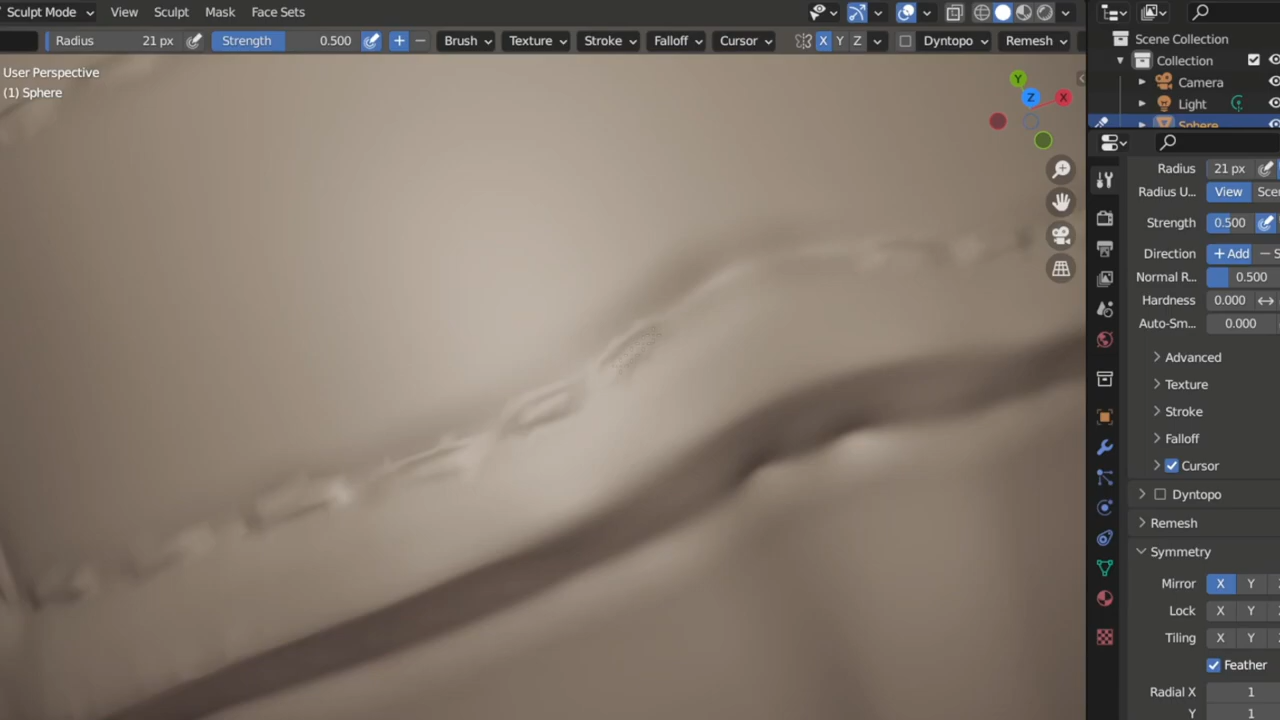 Sculpt Mode View Sculpt Mask Face Sets
Radius 21 px Strength 0.500 + − Brush Texture Stroke Falloff Cursor X Y Z Dyntopo Remesh
User Perspective
(1) Sphere
Y
Z X
Scene Collection
Collection
Camera
Light
Sphere
Radius 21 px
Radius U... View Scen
Strength 0.500
Direction + Add − S
Normal R... 0.500
Hardness 0.000
Auto-Sm... 0.000
Advanced
Texture
Stroke
Falloff
Cursor
Dyntopo
Remesh
Symmetry
Mirror X Y
Lock X Y
Tiling X Y
Feather
Radial X 1
Y 1